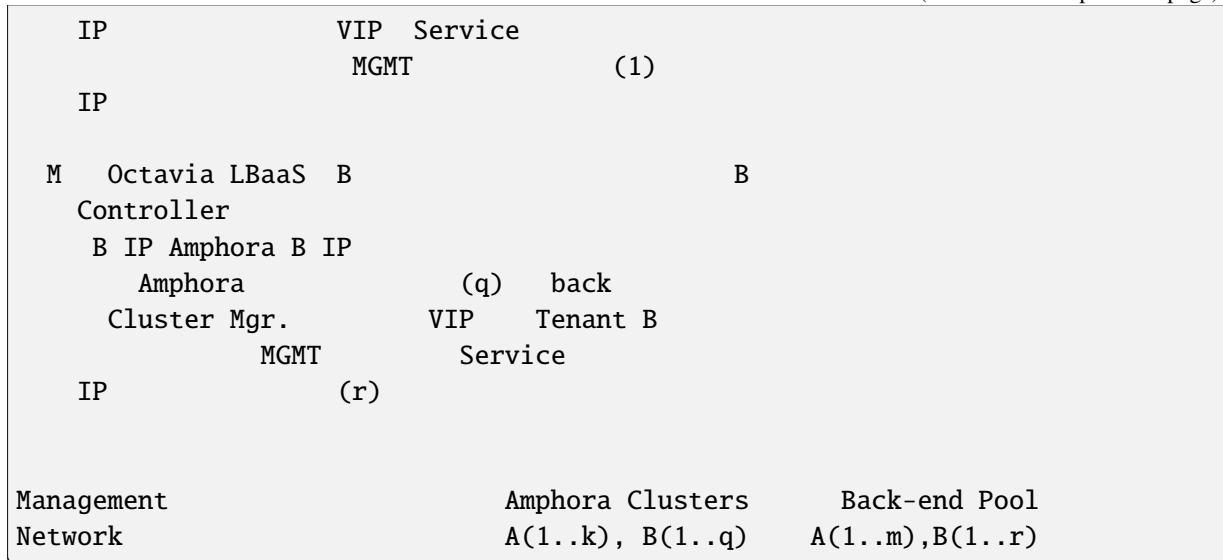 IP VIP Service
MGMT (1)
IP
M Octavia LBaaS B B
Controller
B IP Amphora B IP
Amphora (q) back
Cluster Mgr. VIP Tenant B
MGMT Service
IP (r)
Management Amphora Clusters Back-end Pool
Network A(1..k), B(1..q) A(1..m),B(1..r)